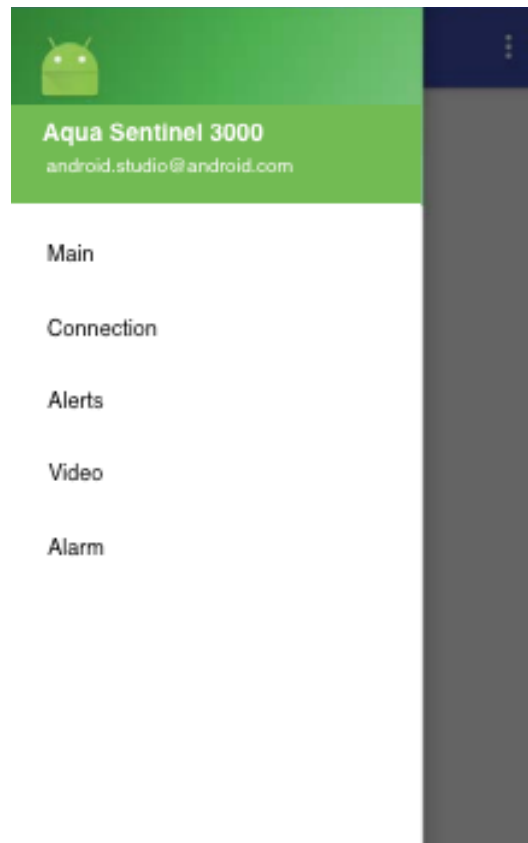 Aqua Sentinel 3000
android.studio@android.com
Main
Connection
Alerts
Video
Alarm